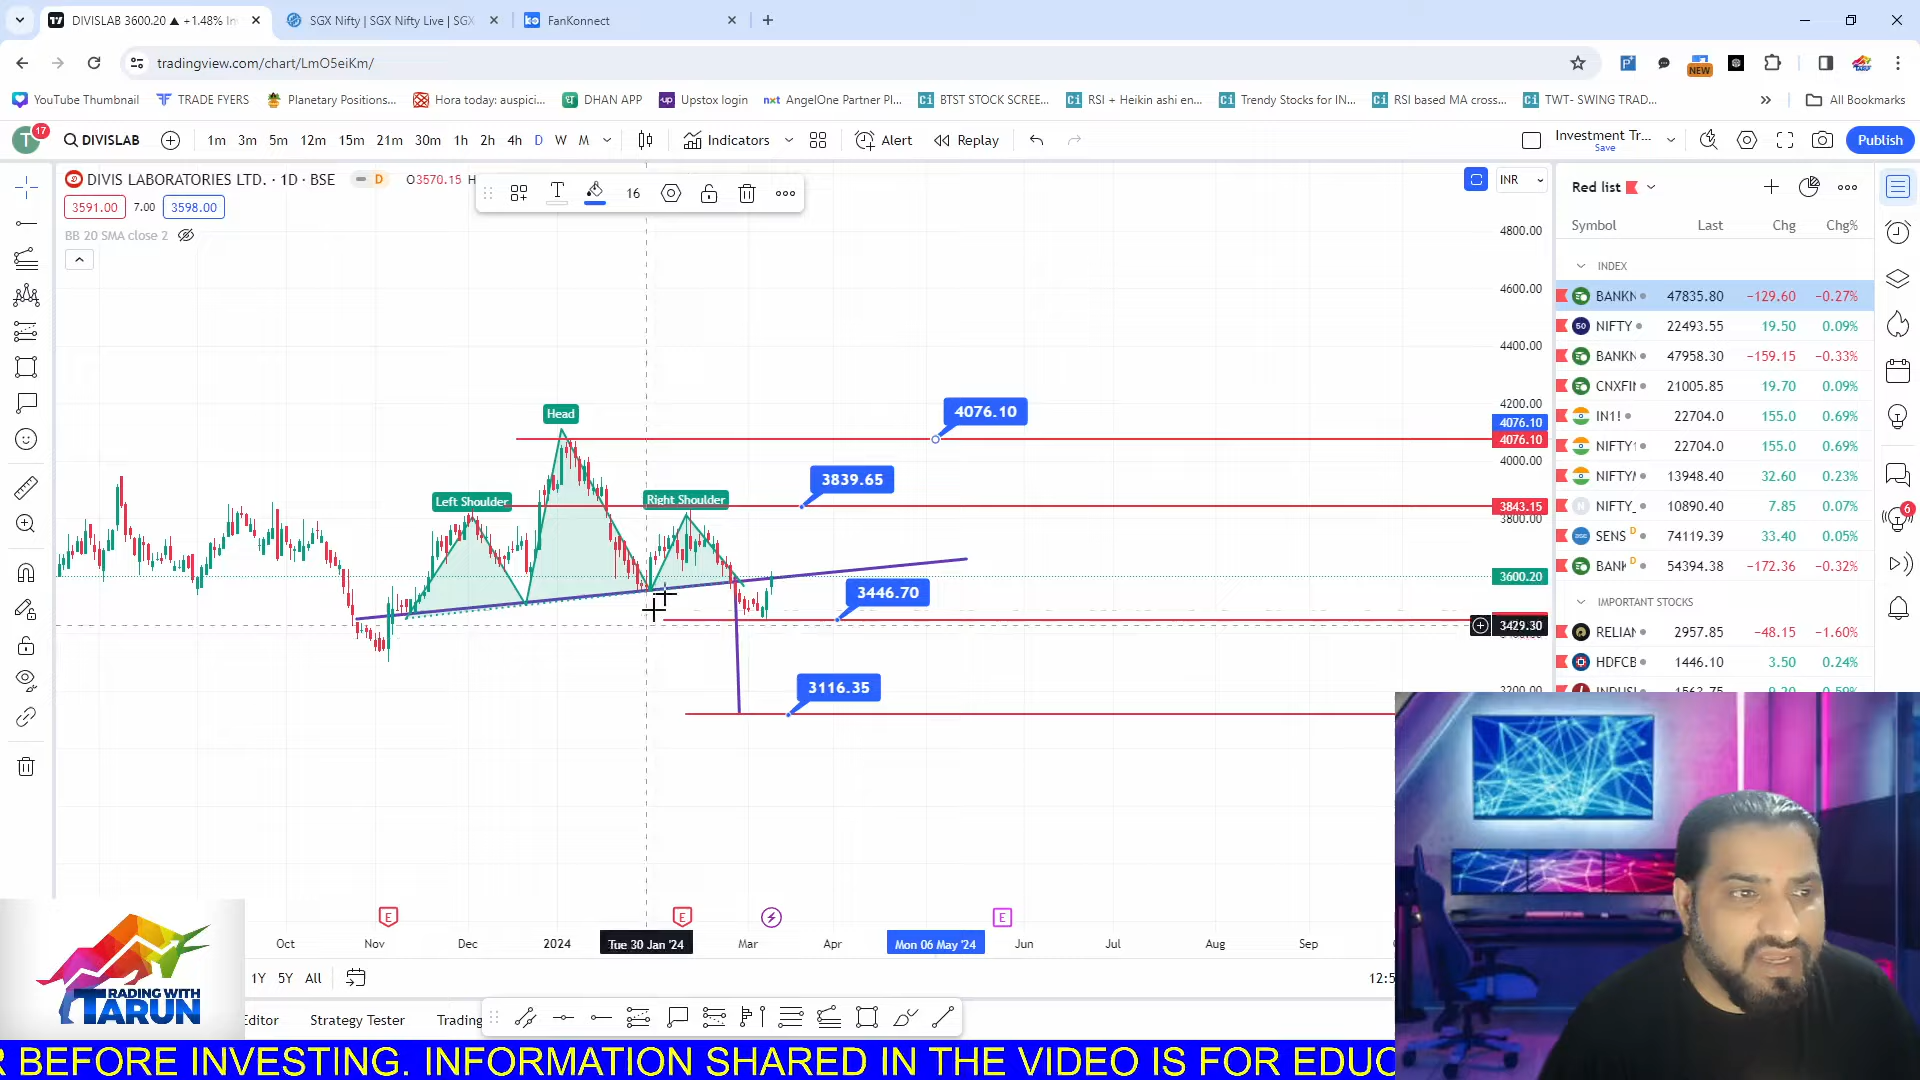 DIVISLAB 3600.20 ▲ +1.48% In
SGX Nifty | SGX Nifty Live | SGX
FanKonnect
tradingview.com/chart/LmO5eiKm/
NEW
YouTube Thumbnail
TRADE FYERS
Planetary Positions...
Hora today: auspici...
DHAN APP
Upstox login
AngelOne Partner Pl...
BTST STOCK SCREE...
RSI + Heikin ashi en...
Trendy Stocks for IN...
RSI based MA cross...
TWT- SWING TRAD...
All Bookmarks
T 17
DIVISLAB
1m 3m 5m 12m 15m 21m 30m 1h 2h 4h D W M
Indicators
Alert
Replay
Investment Tr...
Save
Publish
DIVIS LABORATORIES LTD. · 1D · BSE
D
O3570.15 H
16
INR
3591.00 7.00 3598.00
BB 20 SMA close 2
Red list
Symbol Last Chg Chg%
INDEX
BANKN 47835.80 −129.60 −0.27%
NIFTY 22493.55 19.50 0.09%
BANKN 47958.30 −159.15 −0.33%
CNXFI 21005.85 19.70 0.09%
IN1! 22704.0 155.0 0.69%
NIFTY 22704.0 155.0 0.69%
NIFTY 13948.40 32.60 0.23%
NIFTY_ 10890.40 7.85 0.07%
SENS D 74119.39 33.40 0.05%
BANK D 54394.38 −172.36 −0.32%
IMPORTANT STOCKS
RELIAN 2957.85 −48.15 −1.60%
HDFCB 1446.10 3.50 0.24%
6
4800.00
4600.00
4400.00
4200.00
4076.10
4076.10
4000.00
3843.15
3800.00
3600.20
3429.30
3200.00
Head
Left Shoulder
Right Shoulder
4076.10
3839.65
3446.70
3116.35
E
E
E
Oct Nov Dec 2024 Tue 30 Jan '24 Mar Apr Mon 06 May '24 Jun Jul Aug Sep
1Y 5Y All
12:5
Editor Strategy Tester Trading
TRADING WITH
TARUN
R BEFORE INVESTING. INFORMATION SHARED IN THE VIDEO IS FOR EDUC